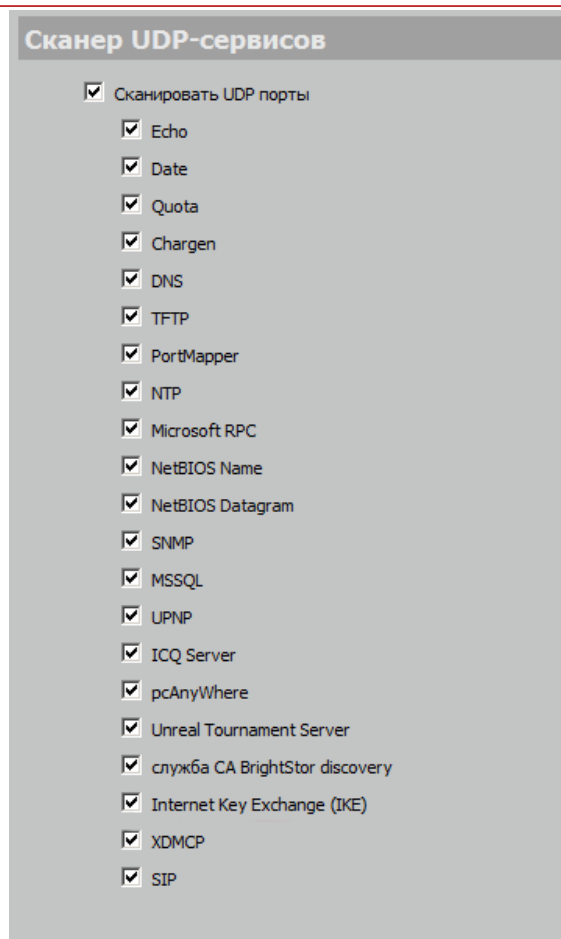 Сканер UDP-сервисов
Сканировать UDP порты
Echo
Date
Quota
Chargen
DNS
TFTP
PortMapper
NTP
Microsoft RPC
NetBIOS Name
NetBIOS Datagram
SNMP
MSSQL
UPNP
ICQ Server
pcAnyWhere
Unreal Tournament Server
служба CA BrightStor discovery
Internet Key Exchange (IKE)
XDMCP
SIP